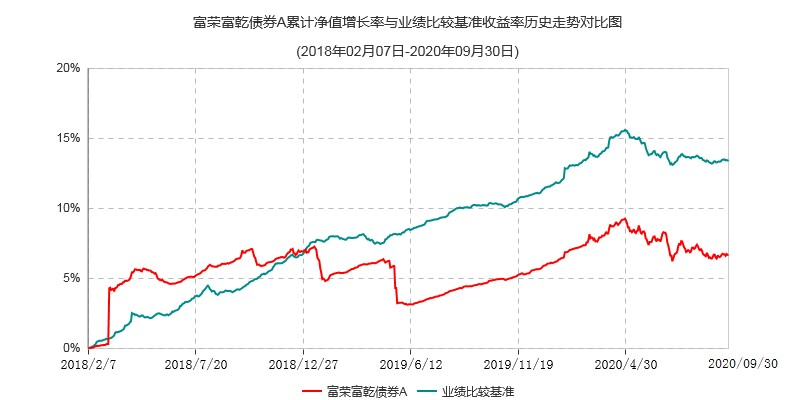 富荣富乾债券A累计净值增长率与业绩比较基准收益率历史走势对比图
(2018年02月07日-2020年09月30日)
20%
15%
10%
5%
0%
2018/2/7 2018/7/20 2018/12/27 2019/6/12 2019/11/19 2020/4/30 2020/09/30
富荣富乾债券A 业绩比较基准